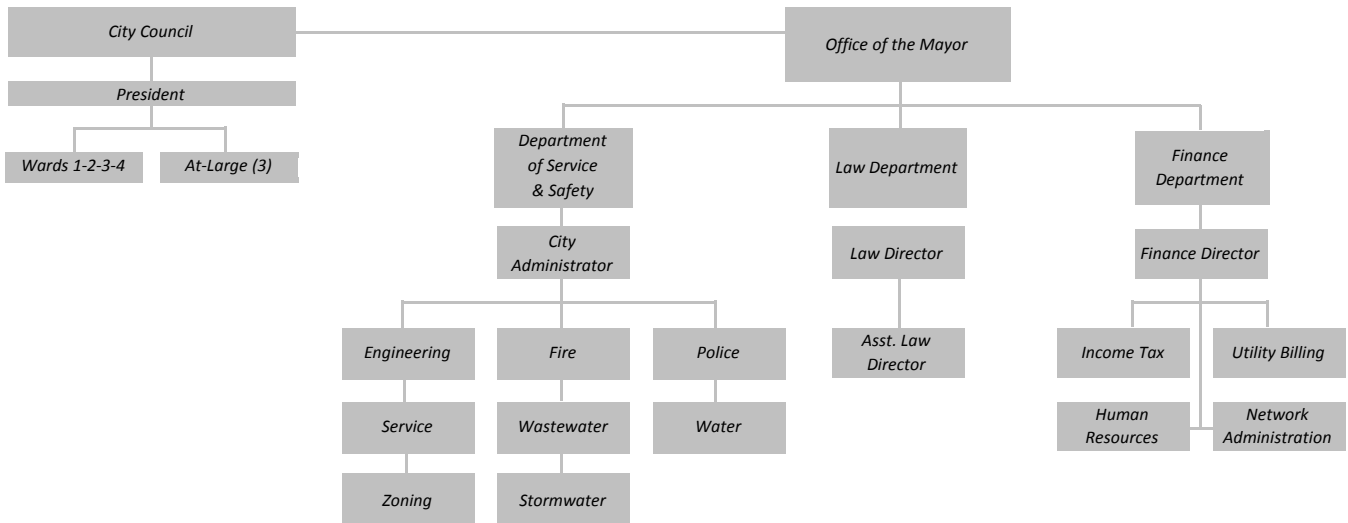 City Council
Office of the Mayor
President
Wards 1-2-3-4
At-Large (3)
Department
of Service
& Safety
Law Department
Finance
Department
City
Administrator
Law Director
Finance Director
Engineering
Fire
Police
Asst. Law
Director
Income Tax
Utility Billing
Service
Wastewater
Water
Human
Resources
Network
Administration
Zoning
Stormwater